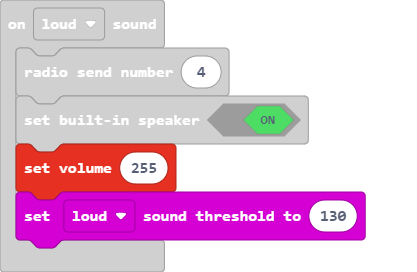 on loud sound
radio send number 4
set built-in speaker ON
set volume 255
set loud sound threshold to 130